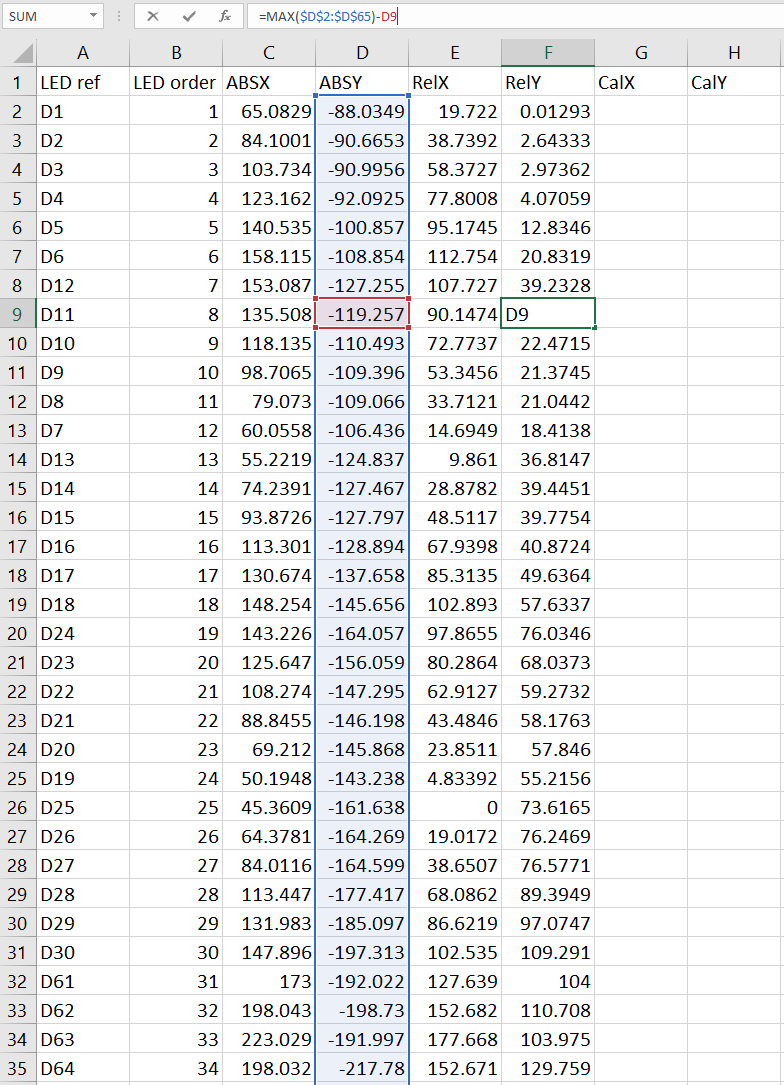 SUM fx =MAX($D$2:$D$65)-D9
A B C D E F G H
1 LED ref LED order ABSX ABSY RelX RelY CalX CalY
2 D1 1 65.0829 -88.0349 19.722 0.01293
3 D2 2 84.1001 -90.6653 38.7392 2.64333
4 D3 3 103.734 -90.9956 58.3727 2.97362
5 D4 4 123.162 -92.0925 77.8008 4.07059
6 D5 5 140.535 -100.857 95.1745 12.8346
7 D6 6 158.115 -108.854 112.754 20.8319
8 D12 7 153.087 -127.255 107.727 39.2328
9 D11 8 135.508 -119.257 90.1474 D9
10 D10 9 118.135 -110.493 72.7737 22.4715
11 D9 10 98.7065 -109.396 53.3456 21.3745
12 D8 11 79.073 -109.066 33.7121 21.0442
13 D7 12 60.0558 -106.436 14.6949 18.4138
14 D13 13 55.2219 -124.837 9.861 36.8147
15 D14 14 74.2391 -127.467 28.8782 39.4451
16 D15 15 93.8726 -127.797 48.5117 39.7754
17 D16 16 113.301 -128.894 67.9398 40.8724
18 D17 17 130.674 -137.658 85.3135 49.6364
19 D18 18 148.254 -145.656 102.893 57.6337
20 D24 19 143.226 -164.057 97.8655 76.0346
21 D23 20 125.647 -156.059 80.2864 68.0373
22 D22 21 108.274 -147.295 62.9127 59.2732
23 D21 22 88.8455 -146.198 43.4846 58.1763
24 D20 23 69.212 -145.868 23.8511 57.846
25 D19 24 50.1948 -143.238 4.83392 55.2156
26 D25 25 45.3609 -161.638 0 73.6165
27 D26 26 64.3781 -164.269 19.0172 76.2469
28 D27 27 84.0116 -164.599 38.6507 76.5771
29 D28 28 113.447 -177.417 68.0862 89.3949
30 D29 29 131.983 -185.097 86.6219 97.0747
31 D30 30 147.896 -197.313 102.535 109.291
32 D61 31 173 -192.022 127.639 104
33 D62 32 198.043 -198.73 152.682 110.708
34 D63 33 223.029 -191.997 177.668 103.975
35 D64 34 198.032 -217.78 152.671 129.759